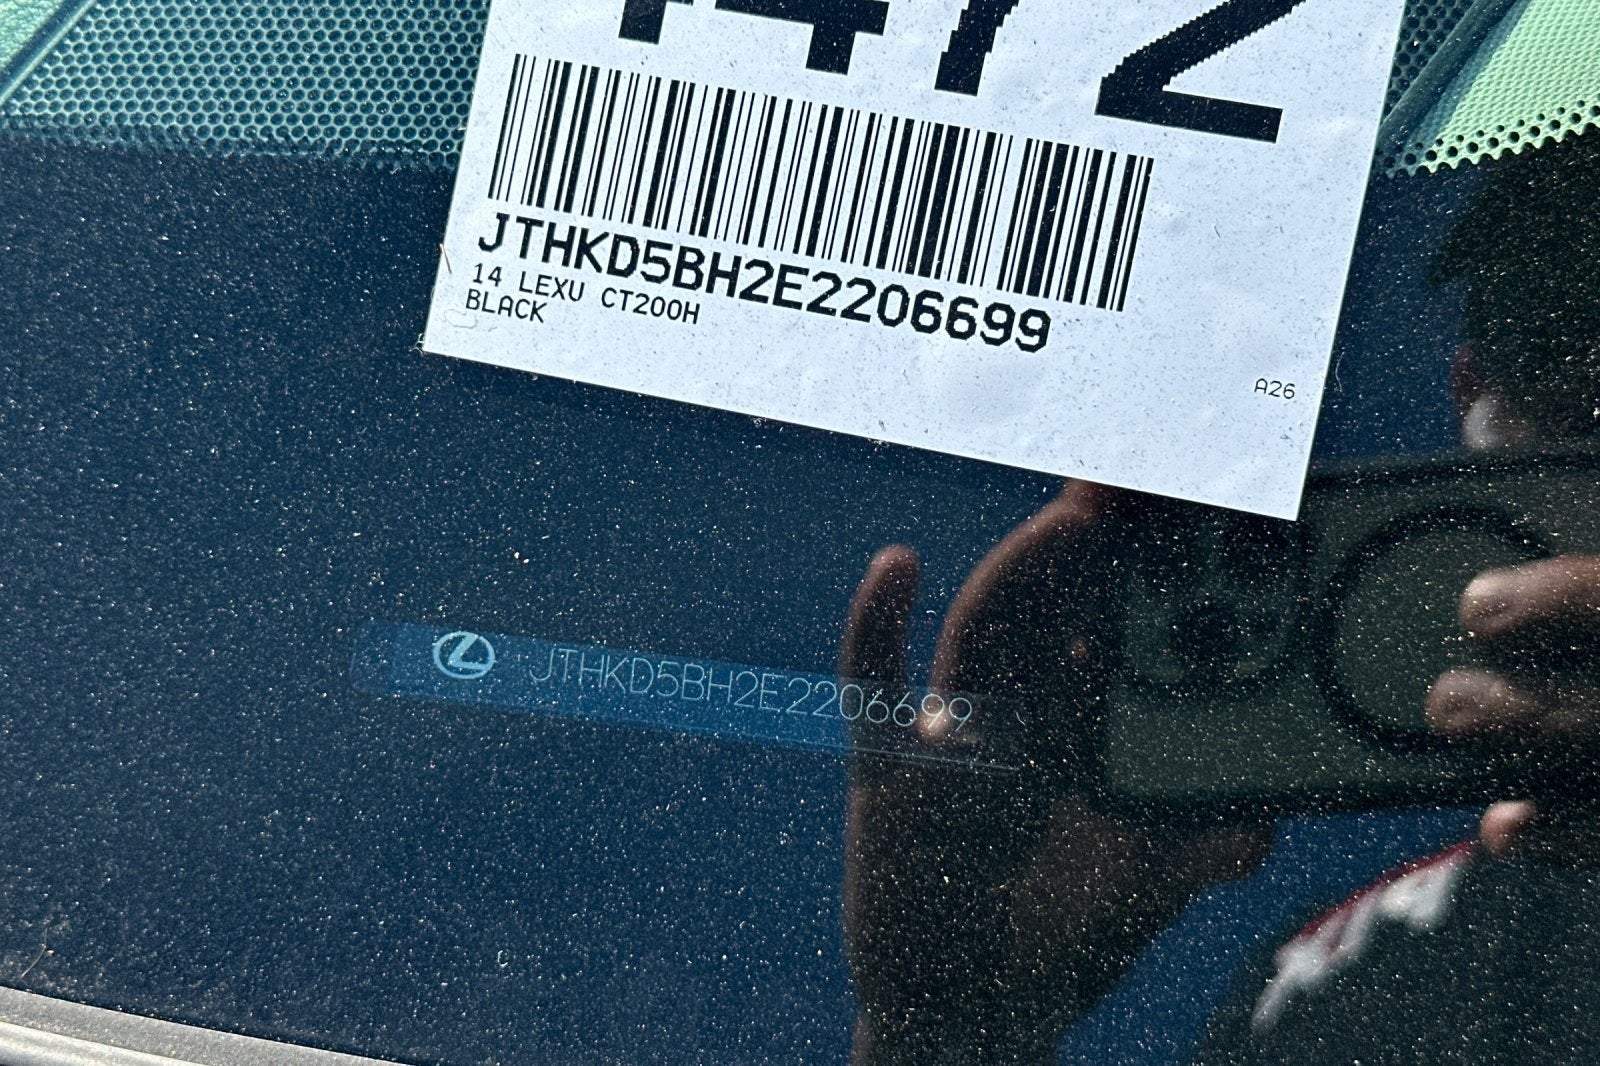 472
JTHKD5BH2E2206699
14 LEXU CT200H
BLACK
A26
JTHKD5BH2E2206699